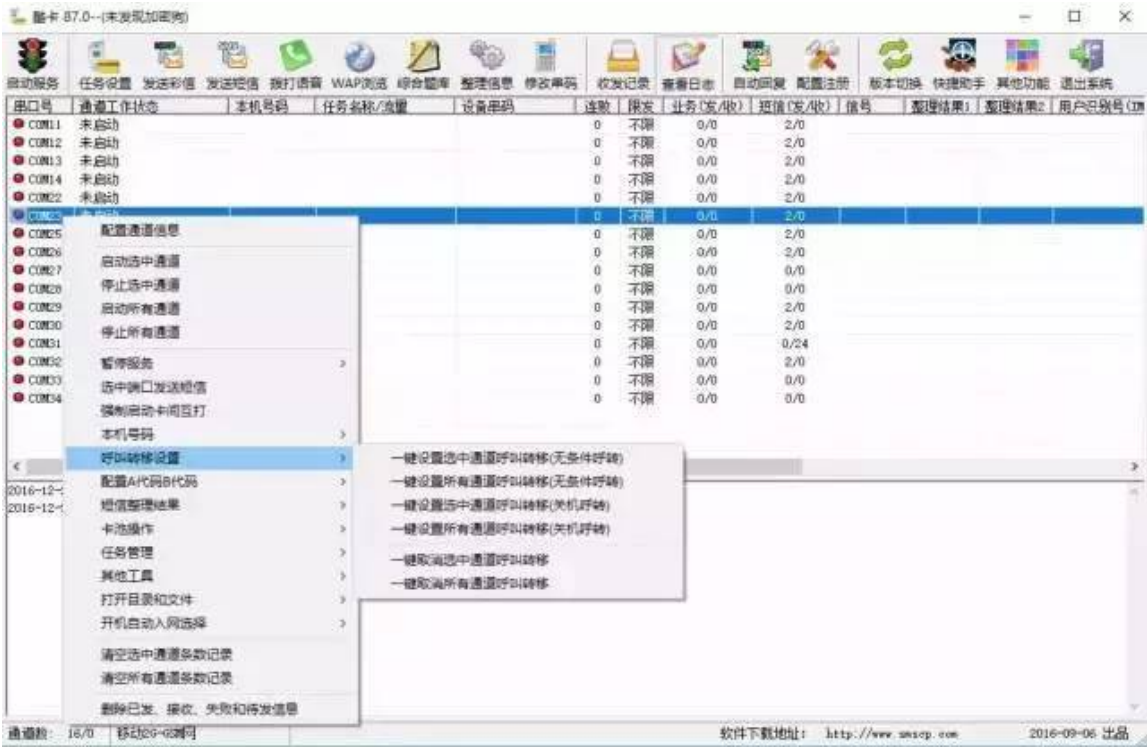 酷卡 87.0--(未发现加密狗)
启动服务 任务设置 发送彩信 发送短信 拨打语音 WAP浏览 综合题库 整理信息 修改串码 收发记录 查看日志 自动回复 配置注册 版本切换 快捷助手 其他功能 退出系统
串口号 通道工作状态 本机号码 任务名称/流量 设备串码 连败 限发 业务(发/收) 短信(发/收) 信号 整理结果1 整理结果2 用户识别号(IM
COM11 未启动 0 不限 0/0 2/0
COM12 未启动 0 不限 0/0 2/0
COM13 未启动 0 不限 0/0 2/0
COM14 未启动 0 不限 0/0 2/0
COM22 未启动 0 不限 0/0 2/0
COM23 未启动 0 不限 0/0 2/0
COM25 0 不限 0/0 2/0
COM26 0 不限 0/0 2/0
COM27 0 不限 0/0 0/0
COM28 0 不限 0/0 0/0
COM29 0 不限 0/0 2/0
COM30 0 不限 0/0 2/0
COM31 0 不限 0/0 0/24
COM32 0 不限 0/0 2/0
COM33 0 不限 0/0 0/0
COM34 0 不限 0/0 0/0
配置通道信息
启动选中通道
停止选中通道
启动所有通道
停止所有通道
暂停服务
选中端口发送短信
强制启动卡间互打
本机号码
呼叫转移设置
配置A代码B代码
短信整理结果
卡池操作
任务管理
其他工具
打开目录和文件
开机自动入网选择
清空选中通道条数记录
清空所有通道条数记录
删除已发、接收、失败和待发信息
一键设置选中通道呼叫转移(无条件呼转)
一键设置所有通道呼叫转移(无条件呼转)
一键设置选中通道呼叫转移(关机呼转)
一键设置所有通道呼叫转移(关机呼转)
一键取消选中通道呼叫转移
一键取消所有通道呼叫转移
2016-12-
2016-12-
通道数: 16/0 移动2G-GSM网 软件下载地址: http://www.smscp.com 2016-09-06 出品